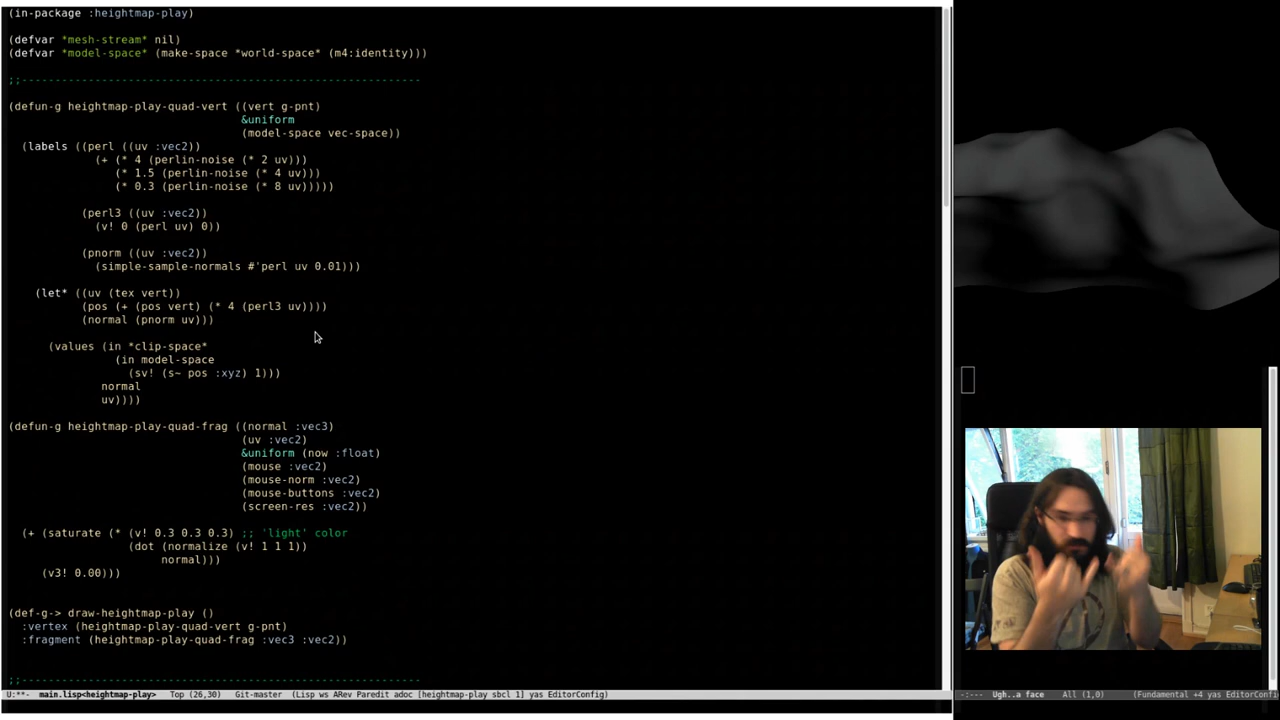 (in-package :heightmap-play)
(defvar *mesh-stream* nil)
(defvar *model-space* (make-space *world-space* (m4:identity)))
;;------------------------------------------------------------
(defun-g heightmap-play-quad-vert ((vert g-pnt)
&uniform
(model-space vec-space))
(labels ((perl ((uv :vec2))
(+ (* 4 (perlin-noise (* 2 uv)))
(* 1.5 (perlin-noise (* 4 uv)))
(* 0.3 (perlin-noise (* 8 uv)))))
(perl3 ((uv :vec2))
(v! 0 (perl uv) 0))
(pnorm ((uv :vec2))
(simple-sample-normals #'perl uv 0.01)))
(let* ((uv (tex vert))
(pos (+ (pos vert) (* 4 (perl3 uv))))
(normal (pnorm uv)))
(values (in *clip-space*
(in model-space
(sv! (s~ pos :xyz) 1)))
normal
uv))))
(defun-g heightmap-play-quad-frag ((normal :vec3)
(uv :vec2)
&uniform (now :float)
(mouse :vec2)
(mouse-norm :vec2)
(mouse-buttons :vec2)
(screen-res :vec2))
(+ (saturate (* (v! 0.3 0.3 0.3) ;; 'light' color
(dot (normalize (v! 1 1 1))
normal)))
(v3! 0.00)))
(def-g-> draw-heightmap-play ()
:vertex (heightmap-play-quad-vert g-pnt)
:fragment (heightmap-play-quad-frag :vec3 :vec2))
;;------------------------------------------------------------
U:**- main.lisp<heightmap-play> Top (26,30) Git-master (Lisp ws ARev Paredit adoc [heightmap-play sbcl 1] yas EditorConfig)
-:--- Ugh..a face All (1,0) (Fundamental +4 yas EditorConfi